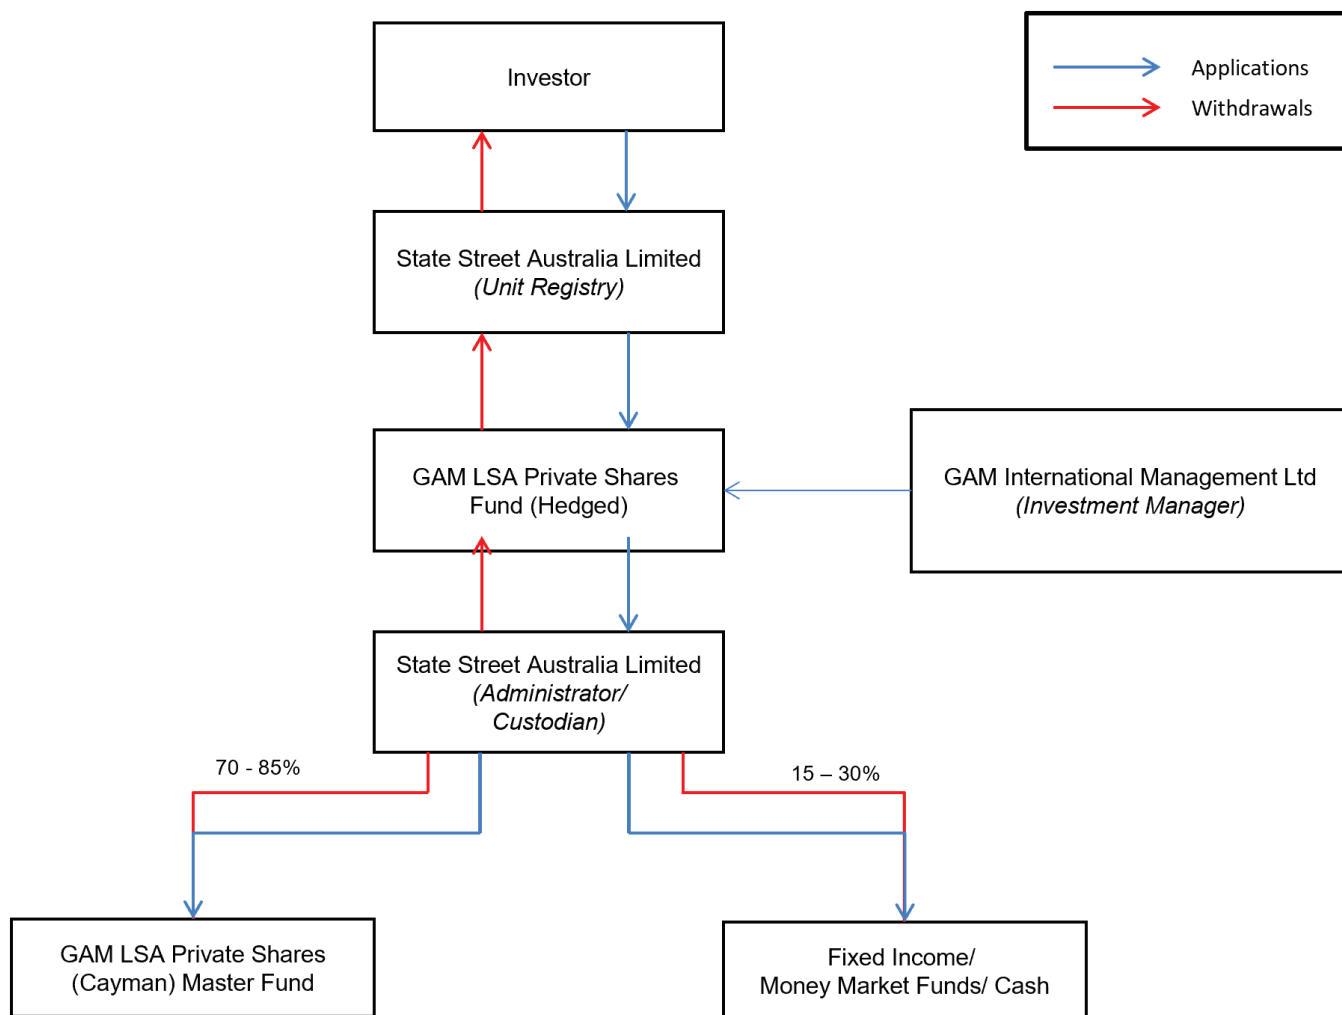 Investor
Applications
Withdrawals
State Street Australia Limited
(Unit Registry)
GAM LSA Private Shares
Fund (Hedged)
GAM International Management Ltd
(Investment Manager)
State Street Australia Limited
(Administrator/
Custodian)
70 - 85%
15 – 30%
GAM LSA Private Shares
(Cayman) Master Fund
Fixed Income/
Money Market Funds/ Cash